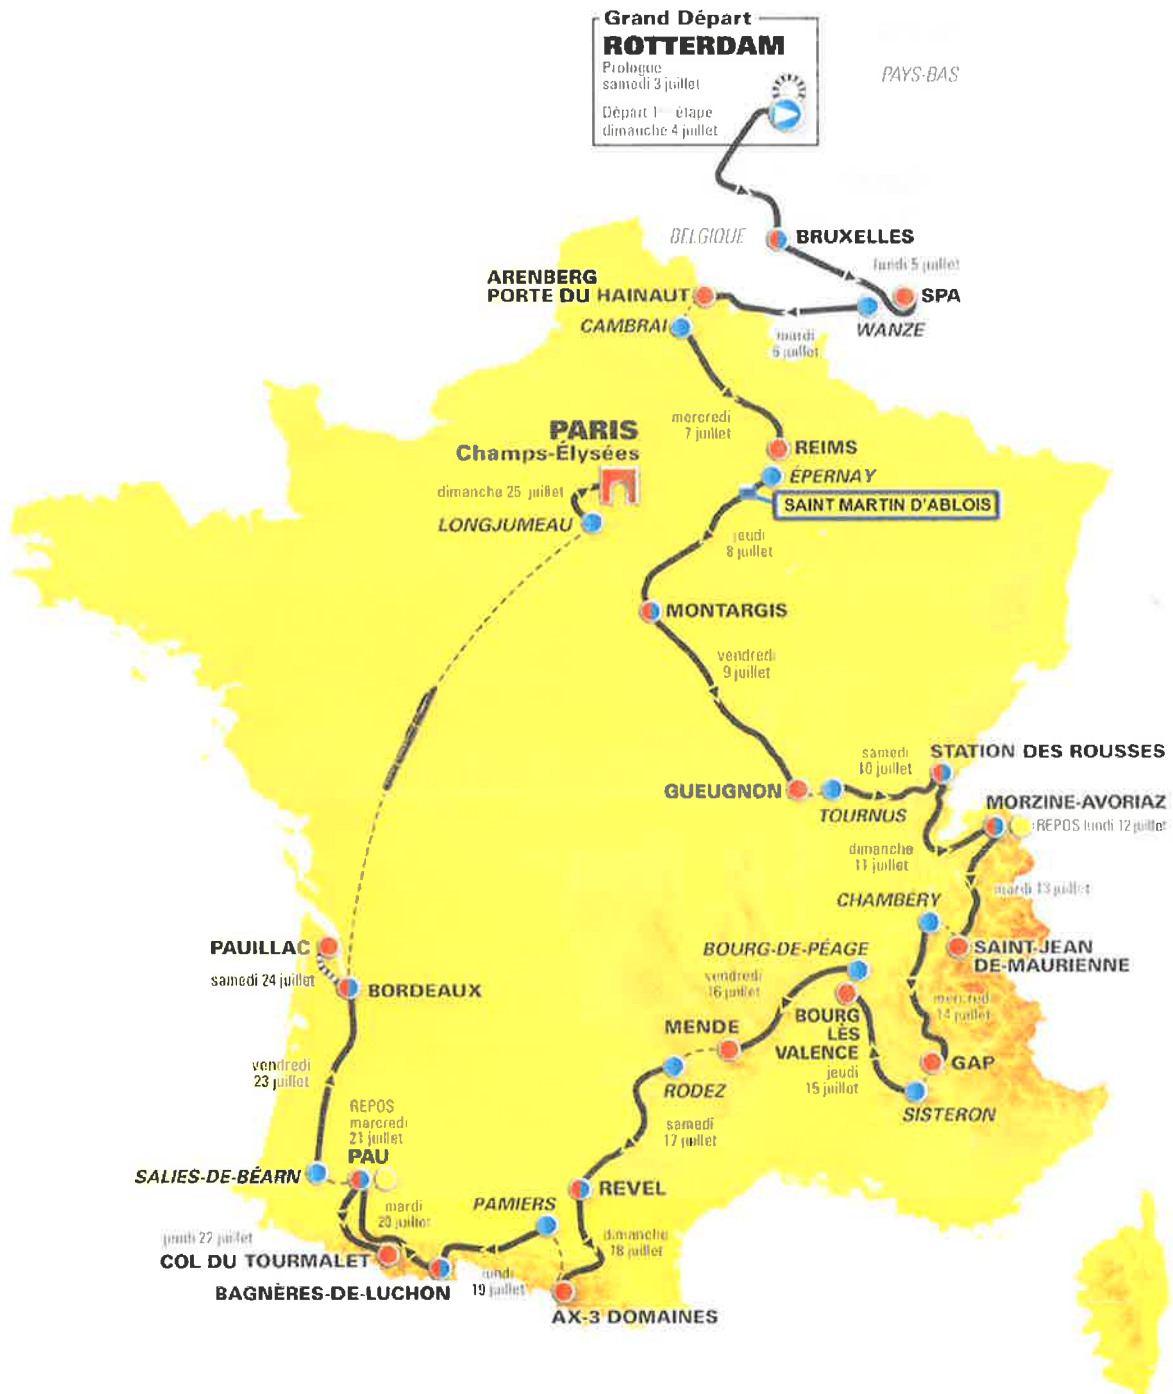 Grand Départ
ROTTERDAM
Prologue
samedi 3 juillet
Départ 1 étape
dimanche 4 juillet
PAYS-BAS
BELGIQUE
BRUXELLES
lundi 5 juillet
ARENBERG
PORTE DU HAINAUT
SPA
CAMBRAI
WANZE
mardi
6 juillet
mercredi
7 juillet
PARIS
Champs-Élysées
REIMS
ÉPERNAY
dimanche 25 juillet
SAINT MARTIN D'ABLOIS
LONGJUMEAU
jeudi
8 juillet
MONTARGIS
vendredi
9 juillet
samedi
10 juillet
STATION DES ROUSSES
GUEUGNON
TOURNUS
MORZINE-AVORIAZ
REPOS lundi 12 juillet
dimanche
11 juillet
mardi 13 juillet
CHAMBÉRY
PAUILLAC
BOURG-DE-PÉAGE
SAINT-JEAN
DE-MAURIENNE
samedi 24 juillet
BORDEAUX
vendredi
16 juillet
mercredi
14 juillet
BOURG
LÈS
VALENCE
MENDE
GAP
vendredi
23 juillet
jeudi
15 juillet
RODEZ
SISTERON
REPOS
marcredi
21 juillet
samedi
17 juillet
PAU
SALIES-DE-BÉARN
REVEL
PAMIERS
mardi
20 juillet
jeudi 22 juillet
dimanche
18 juillet
COL DU TOURMALET
lundi
19 juillet
BAGNÈRES-DE-LUCHON
AX-3 DOMAINES